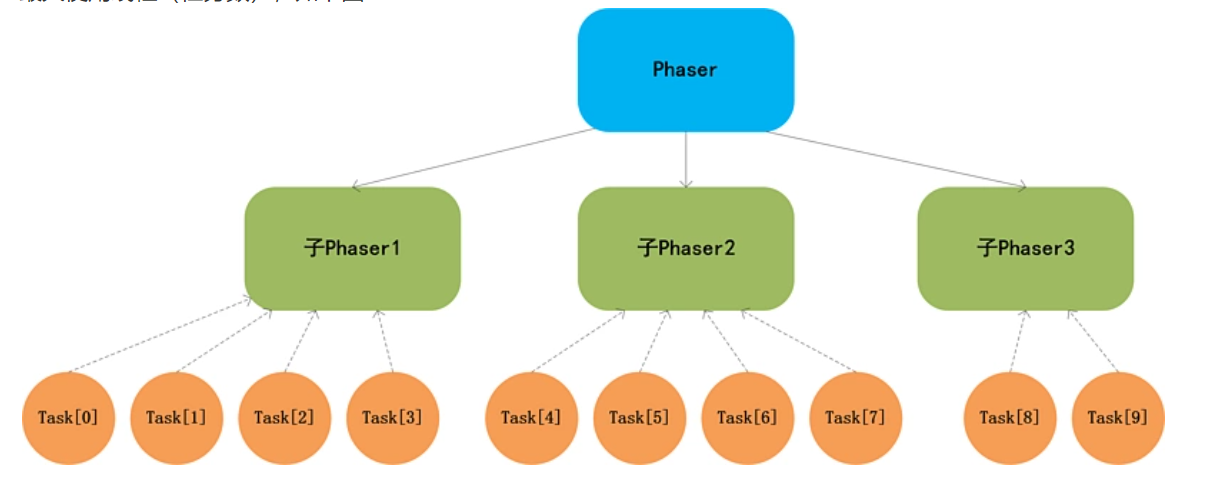 Phaser
子Phaser1
子Phaser2
子Phaser3
Task[0]
Task[1]
Task[2]
Task[3]
Task[4]
Task[5]
Task[6]
Task[7]
Task[8]
Task[9]